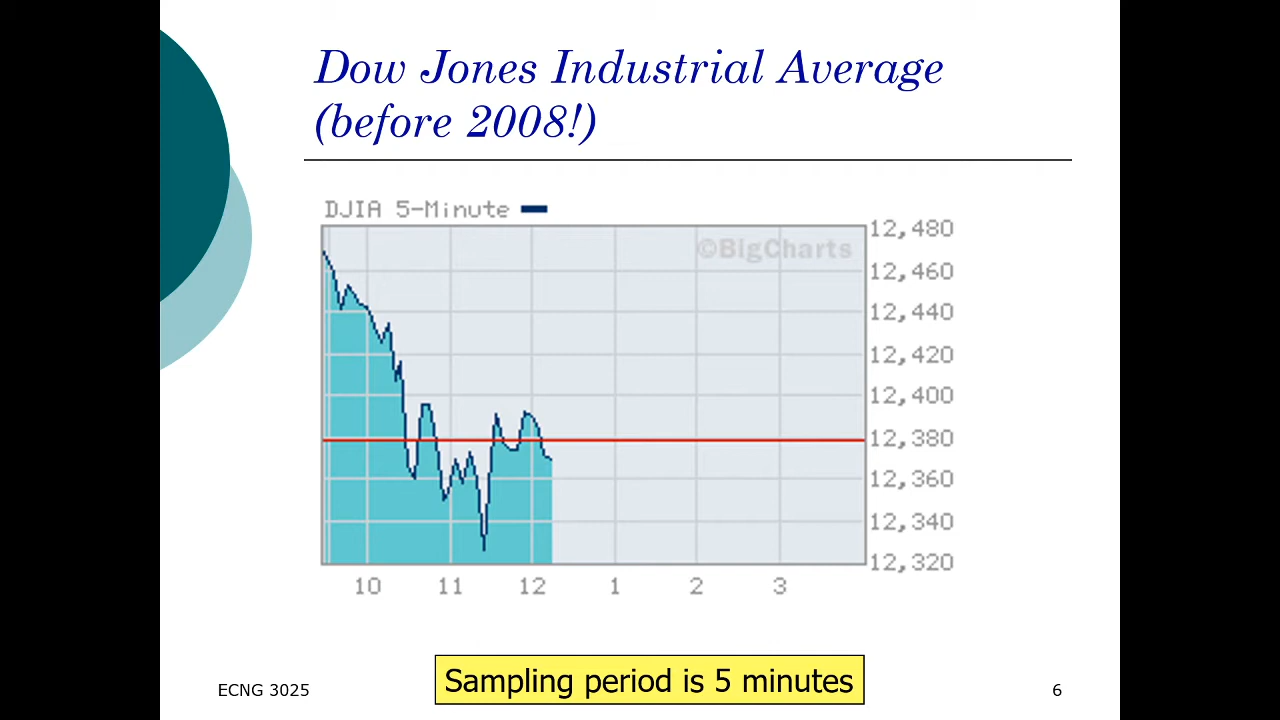 Dow Jones Industrial Average
(before 2008!)
DJIA 5-Minute
©BigCharts
12,480
12,460
12,440
12,420
12,400
12,380
12,360
12,340
12,320
10 11 12 1 2 3
Sampling period is 5 minutes
ECNG 3025
6